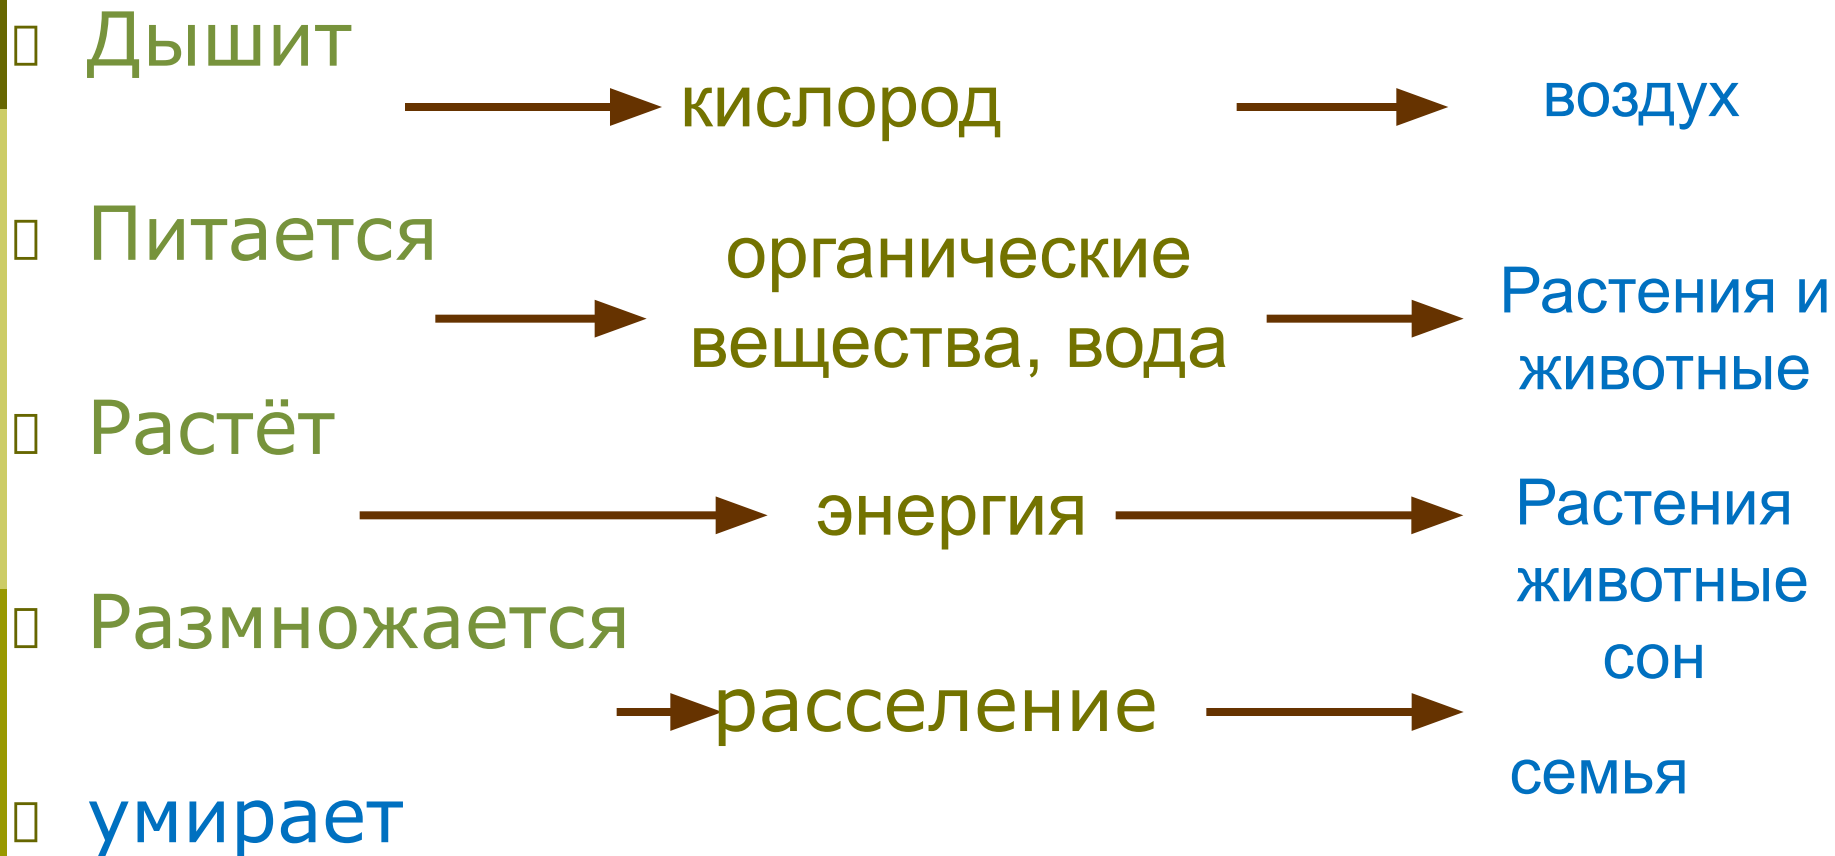 Дышит
кислород
воздух
Питается
органические
вещества, вода
Растения и
животные
Растёт
энергия
Растения
животные
сон
Размножается
расселение
семья
умирает